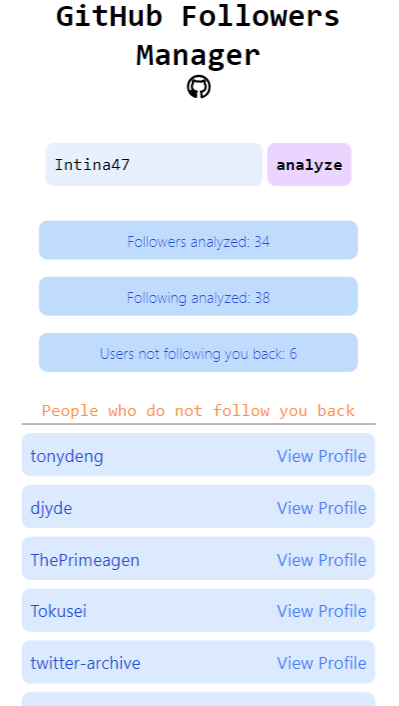 GitHub Followers
Manager
Intina47
analyze
Followers analyzed: 34
Following analyzed: 38
Users not following you back: 6
People who do not follow you back
tonydeng View Profile
djyde View Profile
ThePrimeagen View Profile
Tokusei View Profile
twitter-archive View Profile